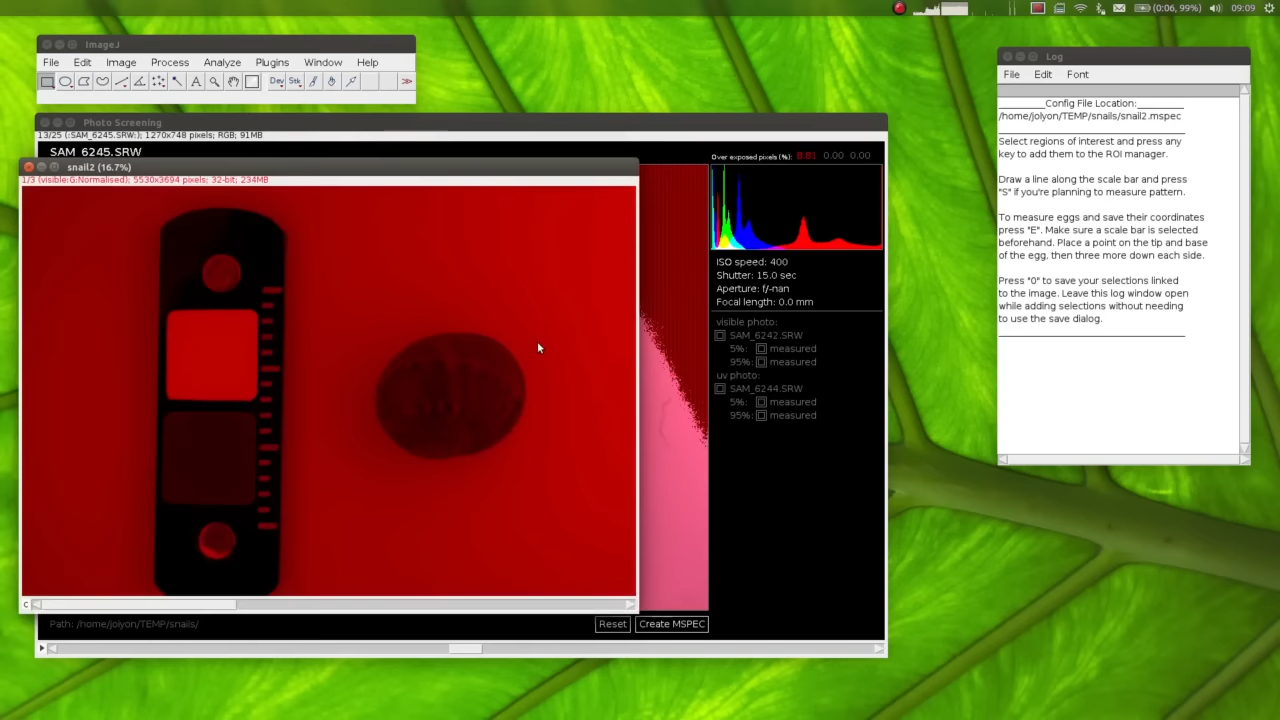 (0:06, 99%)
09:09
ImageJ
File Edit Image Process Analyze Plugins Window Help
A
Dev Stk
>>
Photo Screening
13/25 (:SAM_6245.SRW:); 1270x748 pixels; RGB; 91MB
SAM_6245.SRW
snail2 (16.7%)
1/3 (visible:G:Normalised); 5530x3694 pixels; 32-bit; 234MB
C
Over exposed pixels (%): 8.81 0.00 0.00
ISO speed: 400
Shutter: 15.0 sec
Aperture: f/-nan
Focal length: 0.0 mm
visible photo:
SAM_6242.SRW
5%: measured
95%: measured
uv photo:
SAM_6244.SRW
5%: measured
95%: measured
Path: /home/jolyon/TEMP/snails/
Reset
Create MSPEC
Log
File Edit Font
________Config File Location:________
/home/jolyon/TEMP/snails/snail2.mspec
Select regions of interest and press any
key to add them to the ROI manager.
Draw a line along the scale bar and press
"S" if you're planning to measure pattern.
To measure eggs and save their coordinates
press "E". Make sure a scale bar is selected
beforehand. Place a point on the tip and base
of the egg, then three more down each side.
Press "0" to save your selections linked
to the image. Leave this log window open
while adding selections without needing
to use the save dialog.